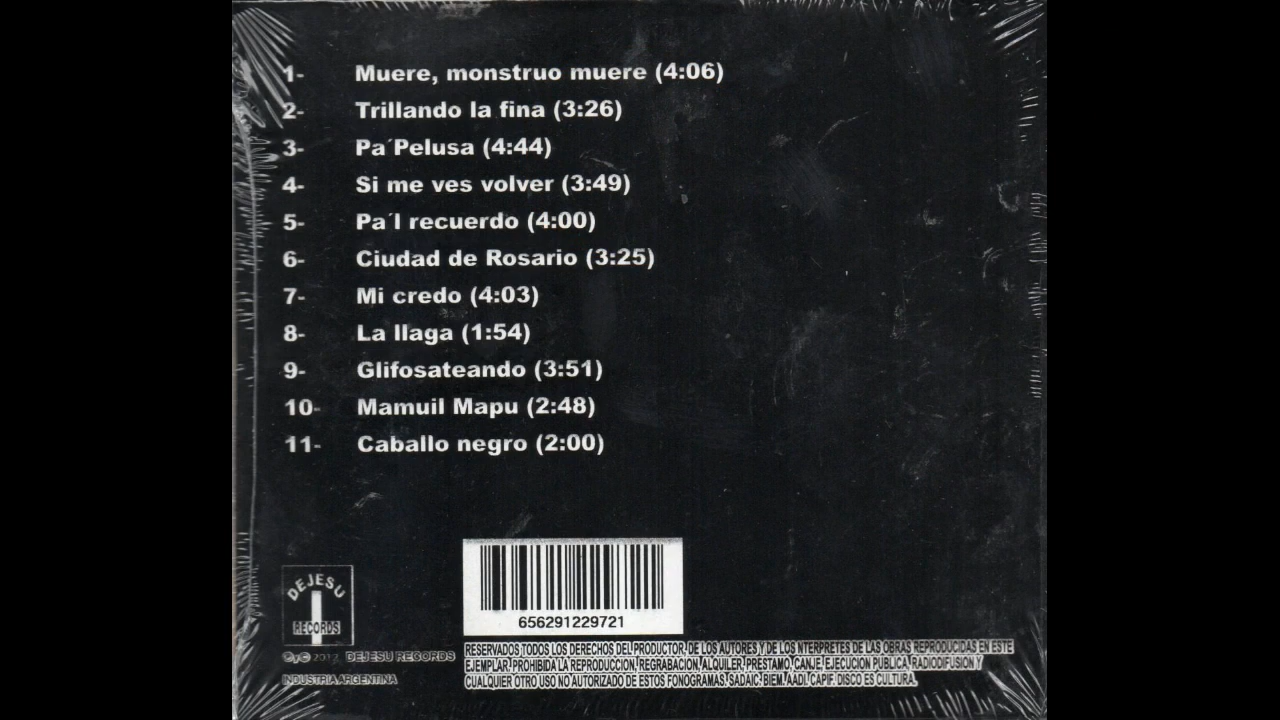 1- Muere, monstruo muere (4:06)
2- Trillando la fina (3:26)
3- Pa´Pelusa (4:44)
4- Si me ves volver (3:49)
5- Pa´l recuerdo (4:00)
6- Ciudad de Rosario (3:25)
7- Mi credo (4:03)
8- La llaga (1:54)
9- Glifosateando (3:51)
10- Mamuil Mapu (2:48)
11- Caballo negro (2:00)
DEJESU
RECORDS
DEJESU RECORDS
INDUSTRIA ARGENTINA
656291229721
RESERVADOS TODOS LOS DERECHOS DEL PRODUCTOR, DE LOS AUTORES Y DE LOS NTERPRETES DE LAS OBRAS REPRODUCIDAS EN ESTE
EJEMPLAR. PROHIBIDA LA REPRODUCCION, REGRABACION, ALQUILER, PRESTAMO, CANJE, EJECUCION PUBLICA, RADIODIFUSION Y
CUALQUIER OTRO USO NO AUTORIZADO DE ESTOS FONOGRAMAS. SADAIC. BIEM. AADI. CAPIF. DISCO ES CULTURA.